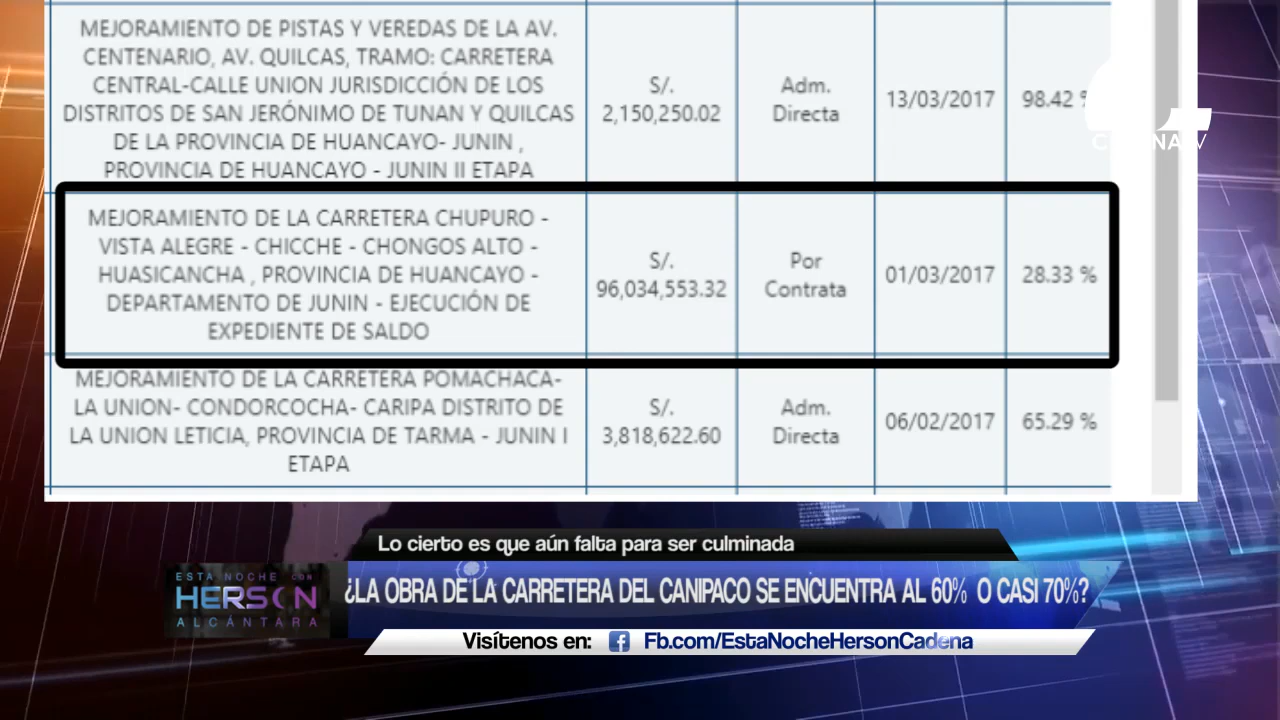 MEJORAMIENTO DE PISTAS Y VEREDAS DE LA AV.
CENTENARIO, AV. QUILCAS, TRAMO: CARRETERA
CENTRAL-CALLE UNION JURISDICCIÓN DE LOS
DISTRITOS DE SAN JERÓNIMO DE TUNAN Y QUILCAS
DE LA PROVINCIA DE HUANCAYO- JUNIN ,
PROVINCIA DE HUANCAYO - JUNIN II ETAPA
S/.
2,150,250.02
Adm.
Directa
13/03/2017
98.42 %
MEJORAMIENTO DE LA CARRETERA CHUPURO -
VISTA ALEGRE - CHICCHE - CHONGOS ALTO -
HUASICANCHA , PROVINCIA DE HUANCAYO -
DEPARTAMENTO DE JUNIN - EJECUCIÓN DE
EXPEDIENTE DE SALDO
S/.
96,034,553.32
Por
Contrata
01/03/2017
28.33 %
MEJORAMIENTO DE LA CARRETERA POMACHACA-
LA UNION- CONDORCOCHA- CARIPA DISTRITO DE
LA UNION LETICIA, PROVINCIA DE TARMA - JUNIN I
ETAPA
S/.
3,818,622.60
Adm.
Directa
06/02/2017
65.29 %
Lo cierto es que aún falta para ser culminada
ESTA NOCHE CON
HERSON
ALCÁNTARA
¿LA OBRA DE LA CARRETERA DEL CANIPACO SE ENCUENTRA AL 60% O CASI 70%?
Visítenos en: Fb.com/EstaNocheHersonCadena